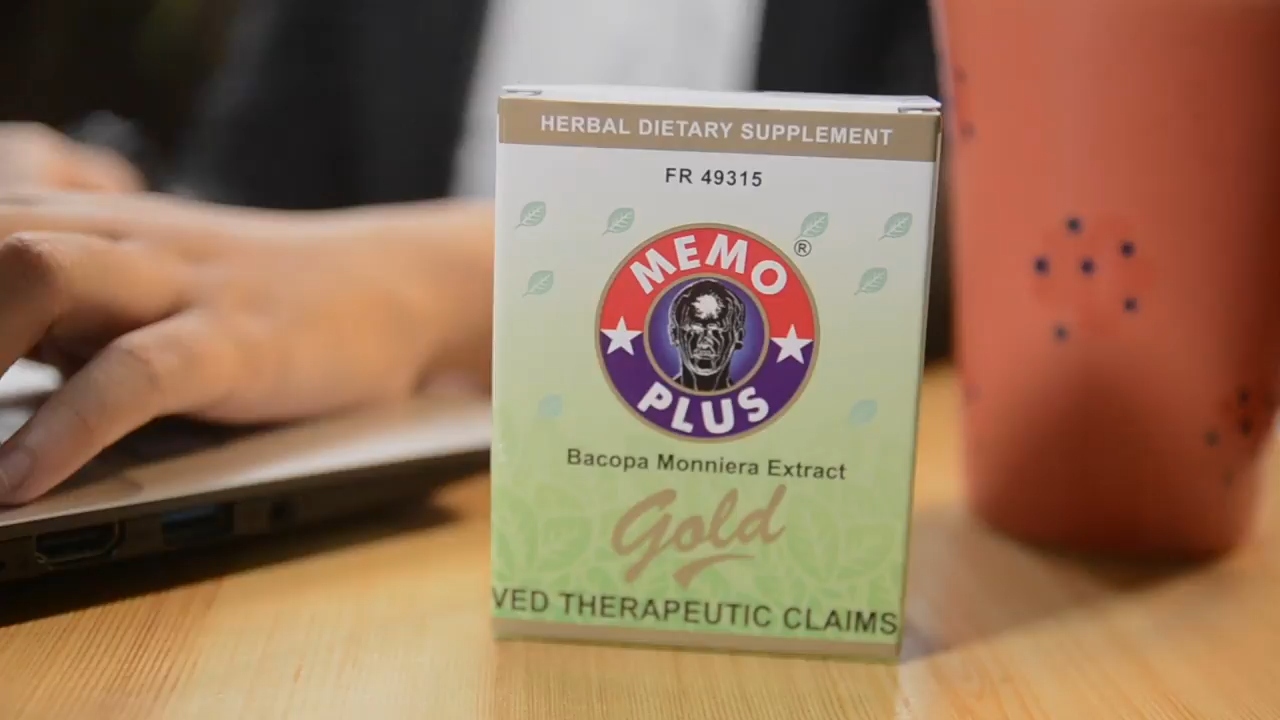 HERBAL DIETARY SUPPLEMENT
FR 49315
MEMO ®
PLUS
Bacopa Monniera Extract
Gold
VED THERAPEUTIC CLAIMS